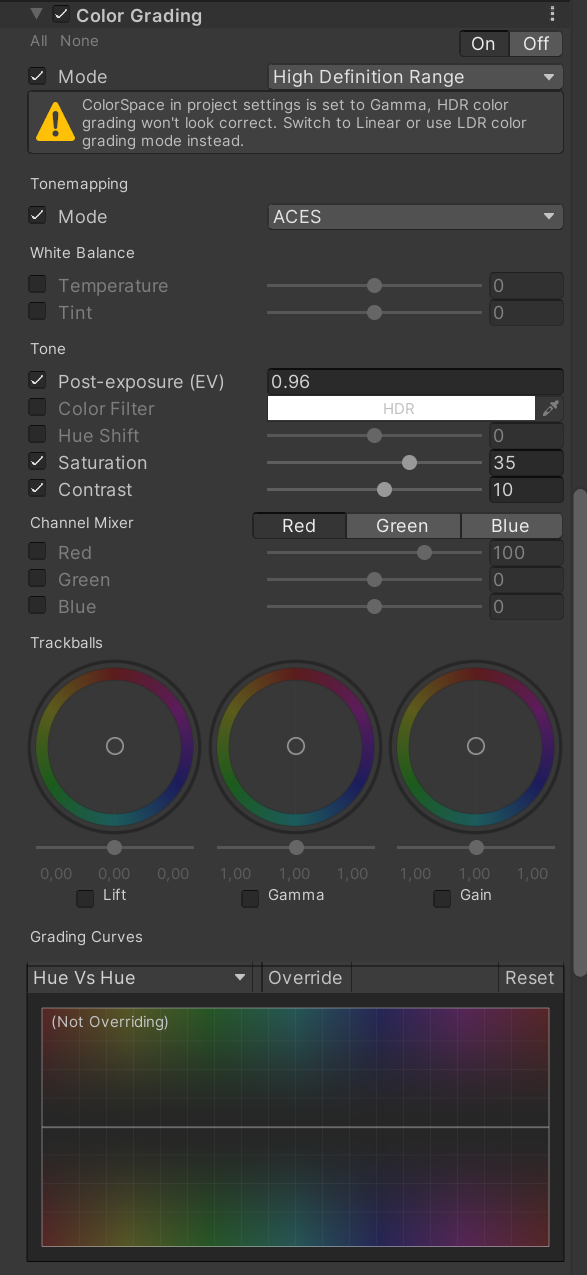 Color Grading
All None
On Off
Mode High Definition Range
ColorSpace in project settings is set to Gamma, HDR color
grading won't look correct. Switch to Linear or use LDR color
grading mode instead.
Tonemapping
Mode ACES
White Balance
Temperature 0
Tint 0
Tone
Post-exposure (EV) 0.96
Color Filter HDR
Hue Shift 0
Saturation 35
Contrast 10
Channel Mixer Red Green Blue
Red 100
Green 0
Blue 0
Trackballs
0,00 0,00 0,00 1,00 1,00 1,00 1,00 1,00 1,00
Lift Gamma Gain
Grading Curves
Hue Vs Hue Override Reset
(Not Overriding)